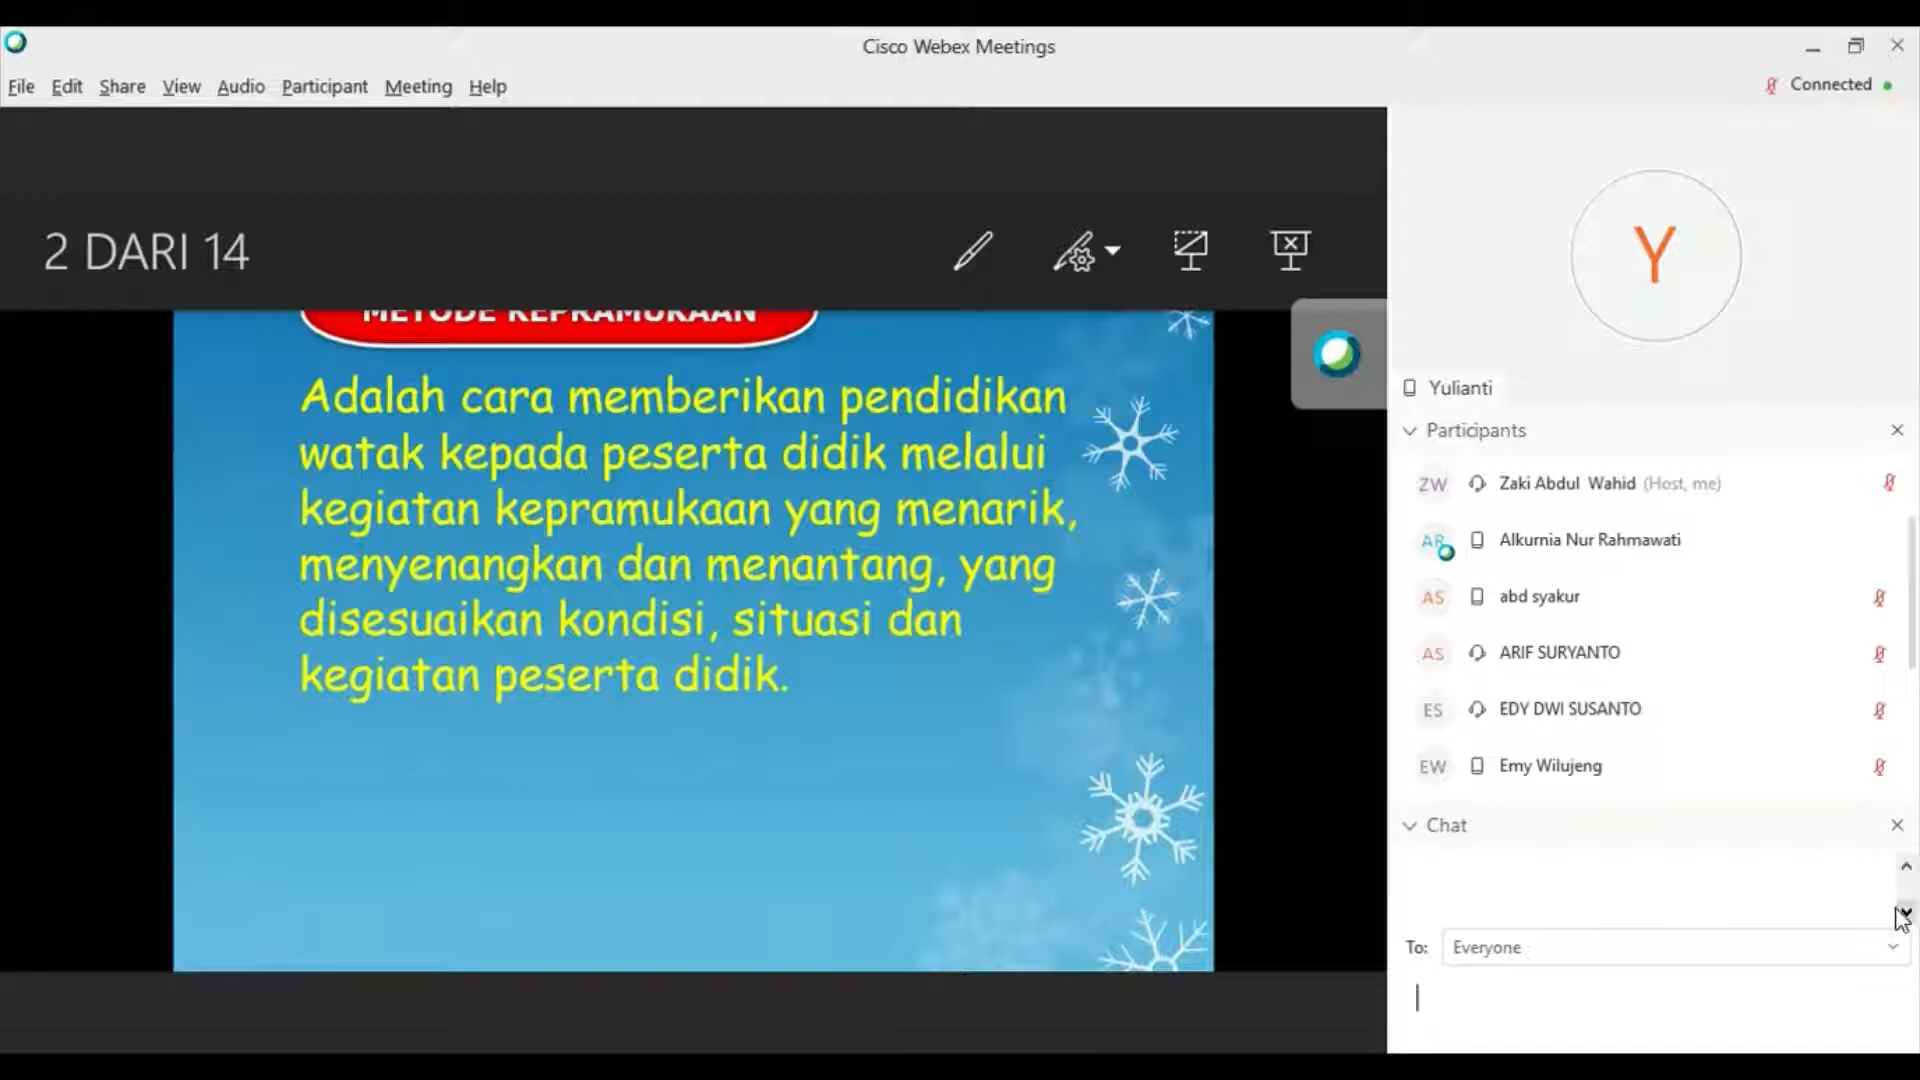 Cisco Webex Meetings
File Edit Share View Audio Participant Meeting Help
Connected
2 DARI 14
METODE KEPRAMUKAAN
Adalah cara memberikan pendidikan
watak kepada peserta didik melalui
kegiatan kepramukaan yang menarik,
menyenangkan dan menantang, yang
disesuaikan kondisi, situasi dan
kegiatan peserta didik.
Y
Yulianti
Participants
ZW Zaki Abdul Wahid (Host, me)
AR Alkurnia Nur Rahmawati
AS abd syakur
AS ARIF SURYANTO
ES EDY DWI SUSANTO
EW Emy Wilujeng
Chat
To: Everyone